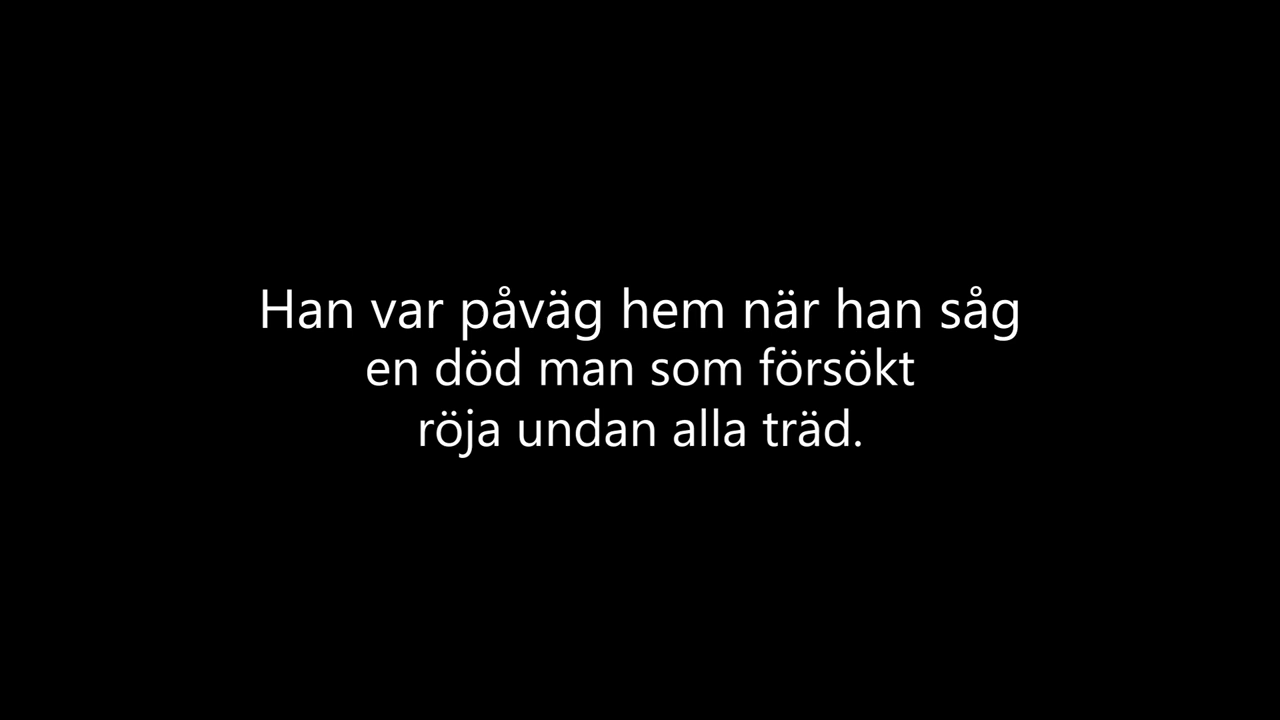 Han var påväg hem när han såg
en död man som försökt
röja undan alla träd.